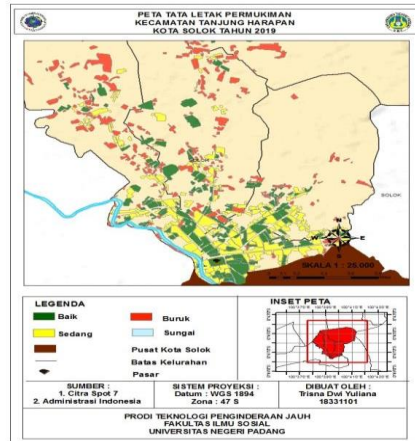 PETA TATA LETAK PERMUKIMAN
KECAMATAN TANJUNG HARAPAN
KOTA SOLOK TAHUN 2019
SOLOK
SOLOK
N
W
E
S
SKALA 1 : 25.000
LEGENDA
Baik
Buruk
Sedang
Sungai
Pusat Kota Solok
Batas Kelurahan
Pasar
INSET PETA
SUMBER :
1. Citra Spot 7
2. Administrasi Indonesia
SISTEM PROYEKSI :
Datum : WGS 1894
Zona : 47 S
DIBUAT OLEH :
Trisna Dwi Yuliana
18331101
PRODI TEKNOLOGI PENGINDERAAN JAUH
FAKULTAS ILMU SOSIAL
UNIVERSITAS NEGERI PADANG